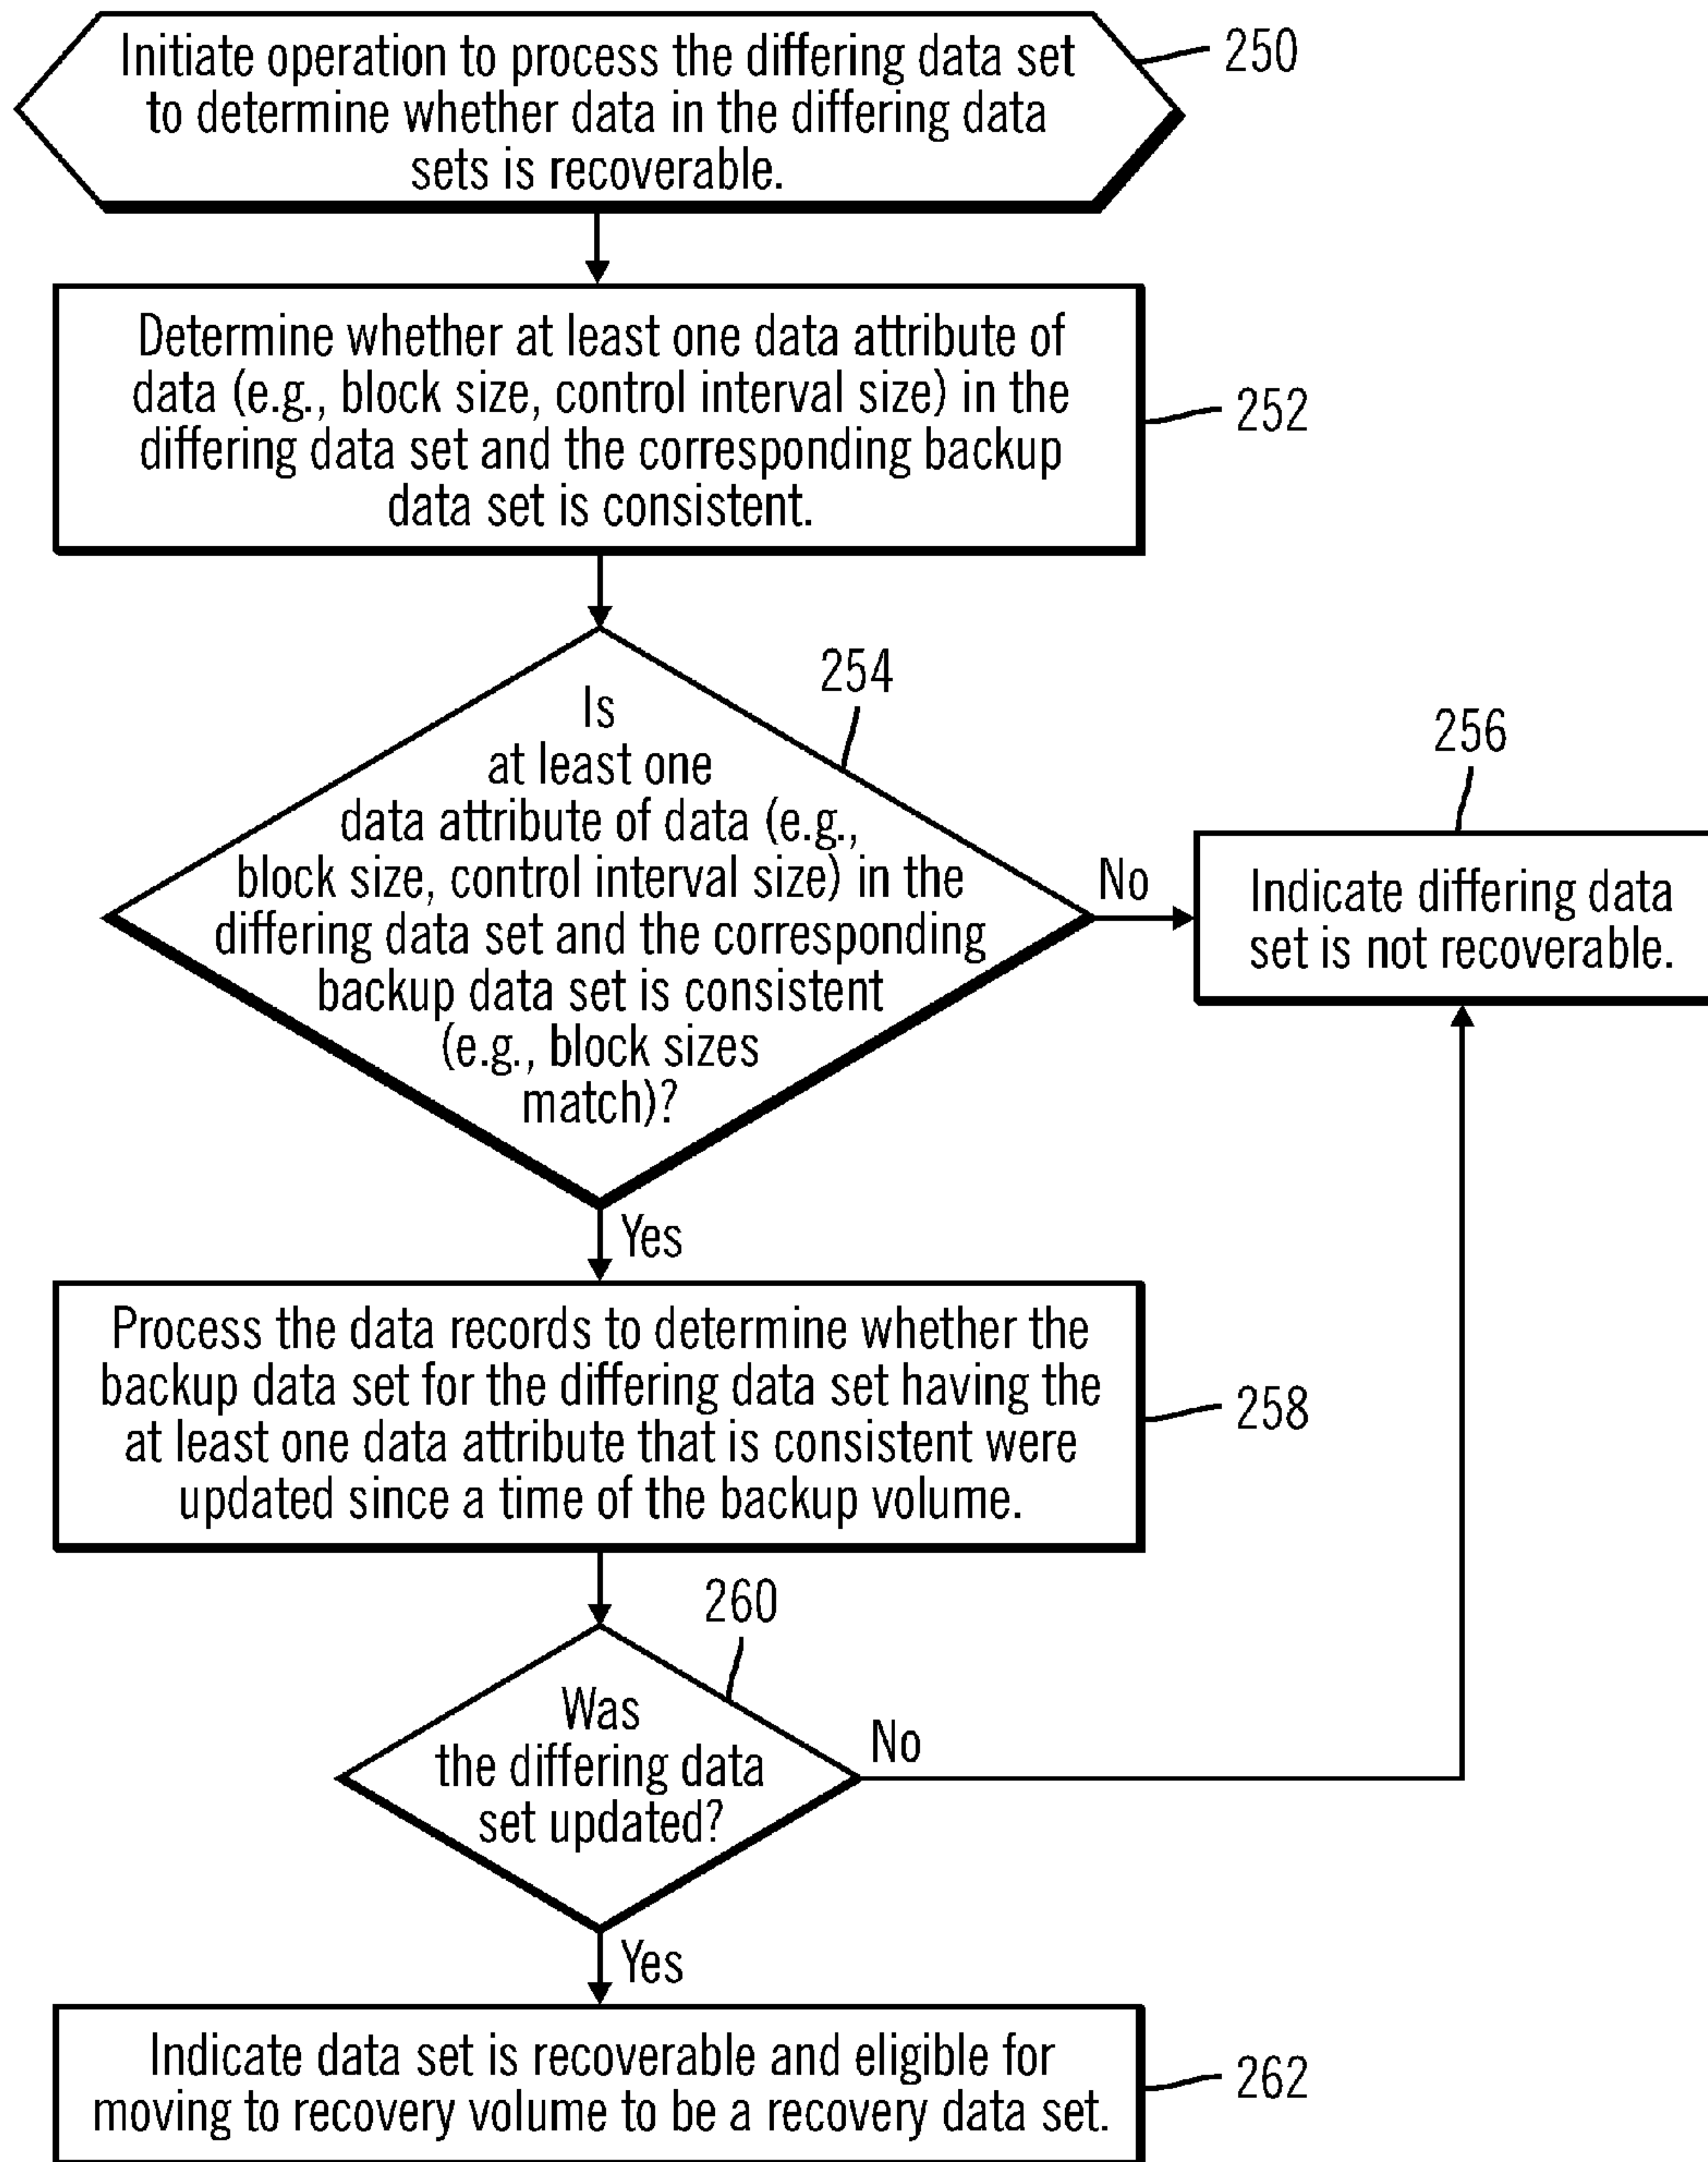 Initiate operation to process the differing data set
to determine whether data in the differing data
sets is recoverable.
250
Determine whether at least one data attribute of
data (e.g., block size, control interval size) in the
differing data set and the corresponding backup
data set is consistent.
252
254
Is
at least one
data attribute of data (e.g.,
block size, control interval size) in the
differing data set and the corresponding
backup data set is consistent
(e.g., block sizes
match)?
No
256
Indicate differing data
set is not recoverable.
Yes
Process the data records to determine whether the
backup data set for the differing data set having the
at least one data attribute that is consistent were
updated since a time of the backup volume.
258
260
Was
the differing data
set updated?
No
Yes
Indicate data set is recoverable and eligible for
moving to recovery volume to be a recovery data set.
262